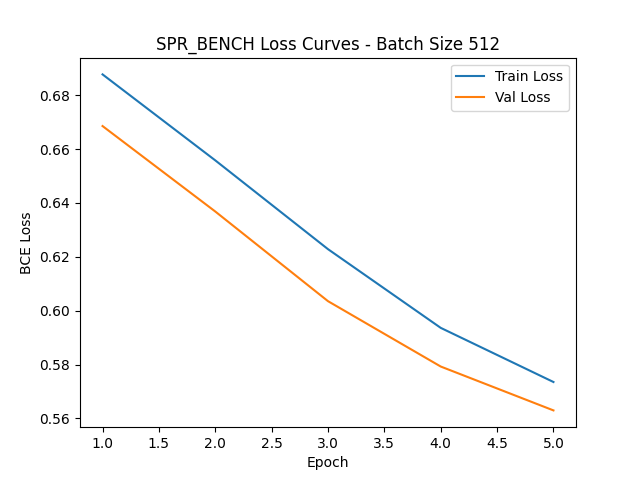 SPR_BENCH Loss Curves - Batch Size 512
Train Loss
Val Loss
BCE Loss
0.68
0.66
0.64
0.62
0.60
0.58
0.56
1.0 1.5 2.0 2.5 3.0 3.5 4.0 4.5 5.0
Epoch